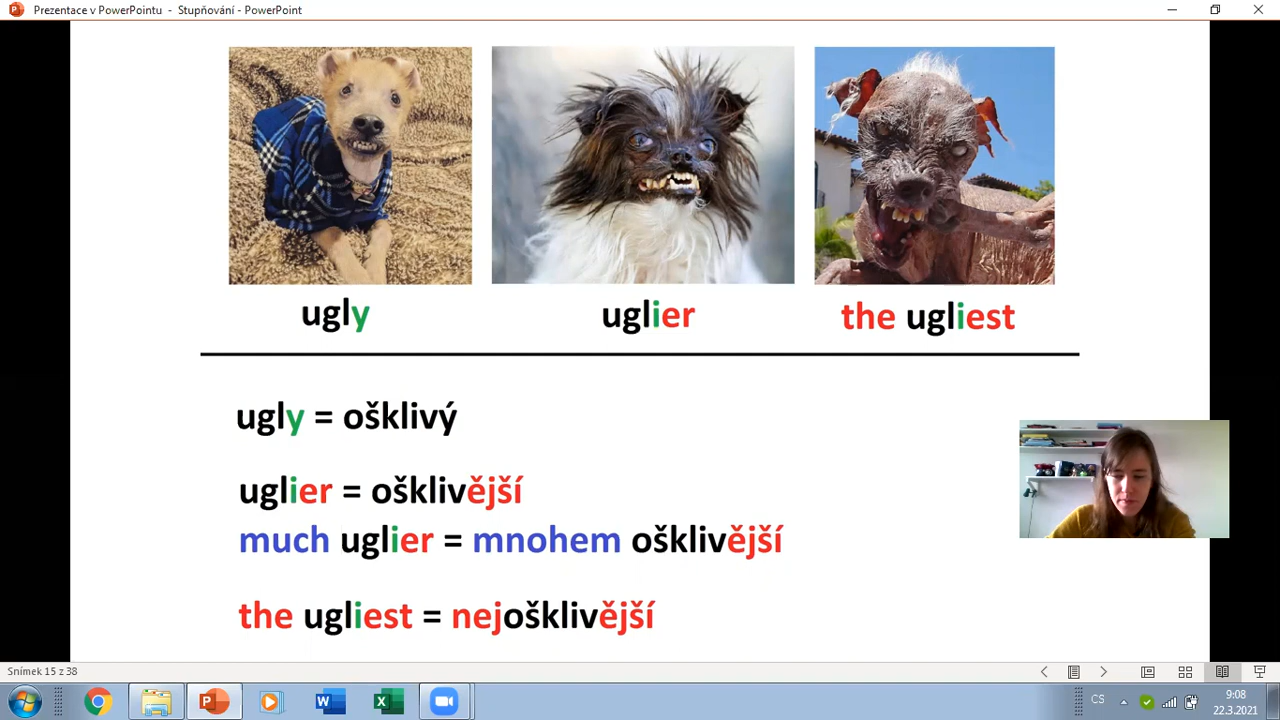 Prezentace v PowerPointu - Stupňování - PowerPoint
ugly
uglier
the ugliest
ugly = ošklivý
uglier = ošklivější
much uglier = mnohem ošklivější
the ugliest = nejošklivější
Snímek 15 z 38
CS
9:08
22.3.2021